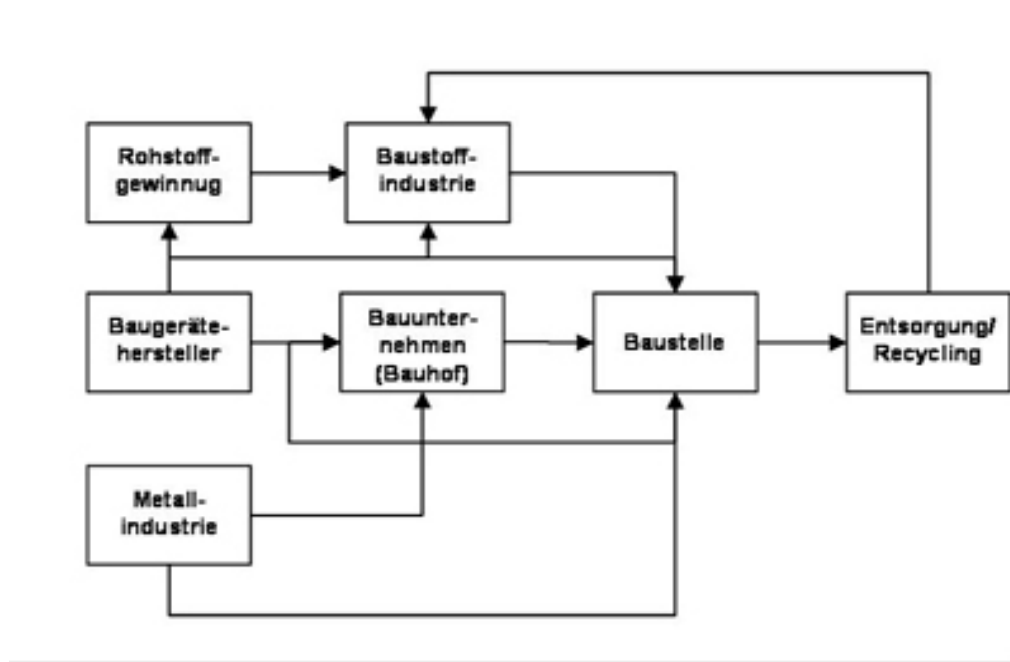 Rohstoff-
gewinnug
Baustoff-
industrie
Baugeräte-
hersteller
Bauunter-
nehmen
(Bauhof)
Baustelle
Entsorgung/
Recycling
Metall-
industrie